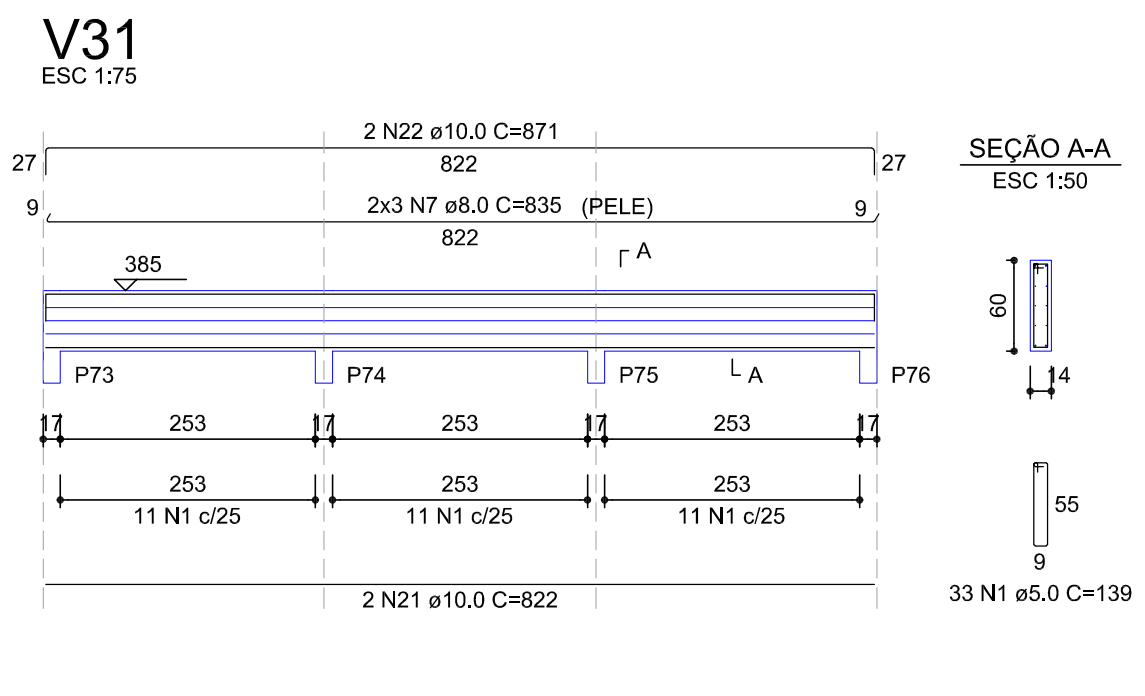 V31
ESC 1:75
2 N22 ø10.0 C=871
27 822 27
SEÇÃO A-A
ESC 1:50
9 2x3 N7 ø8.0 C=835 (PELE) 9
822
A
385
60
P73 P74 P75 A P76
14
17 253 17 253 17 253 17
253 253 253
11 N1 c/25 11 N1 c/25 11 N1 c/25
55
9
33 N1 ø5.0 C=139
2 N21 ø10.0 C=822